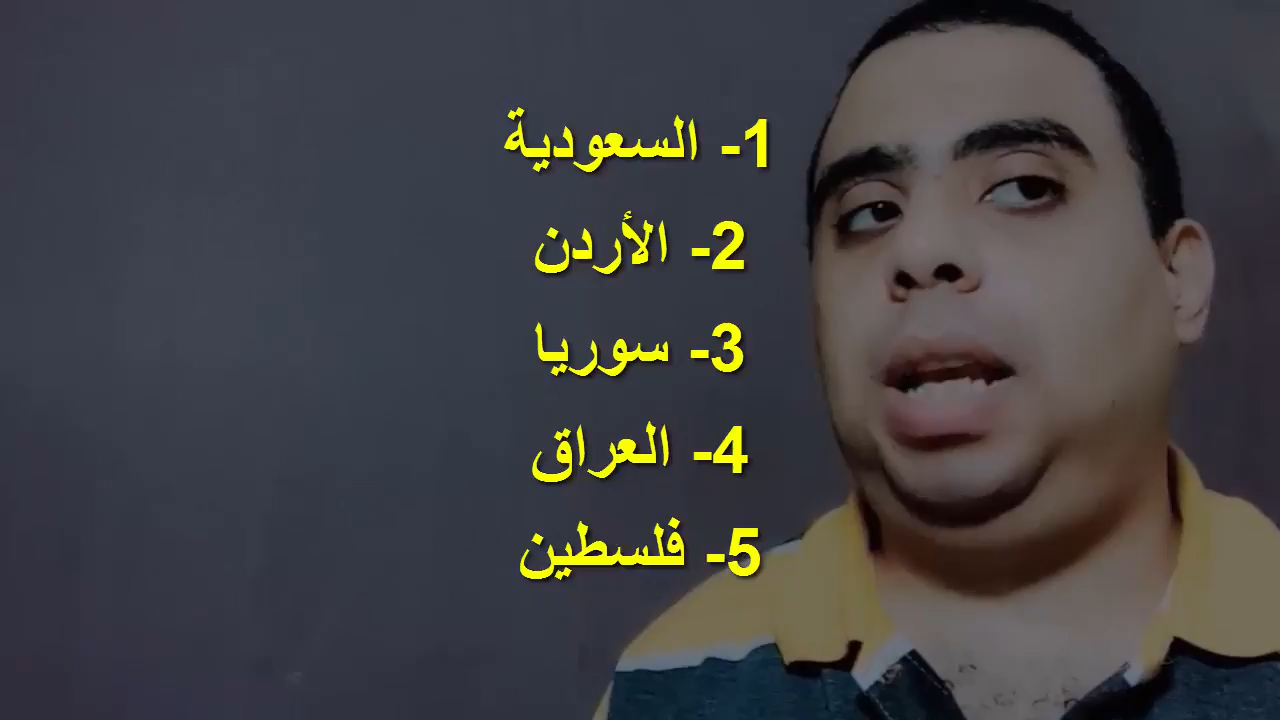 1- السعودية
2- الأردن
3- سوريا
4- العراق
5- فلسطين